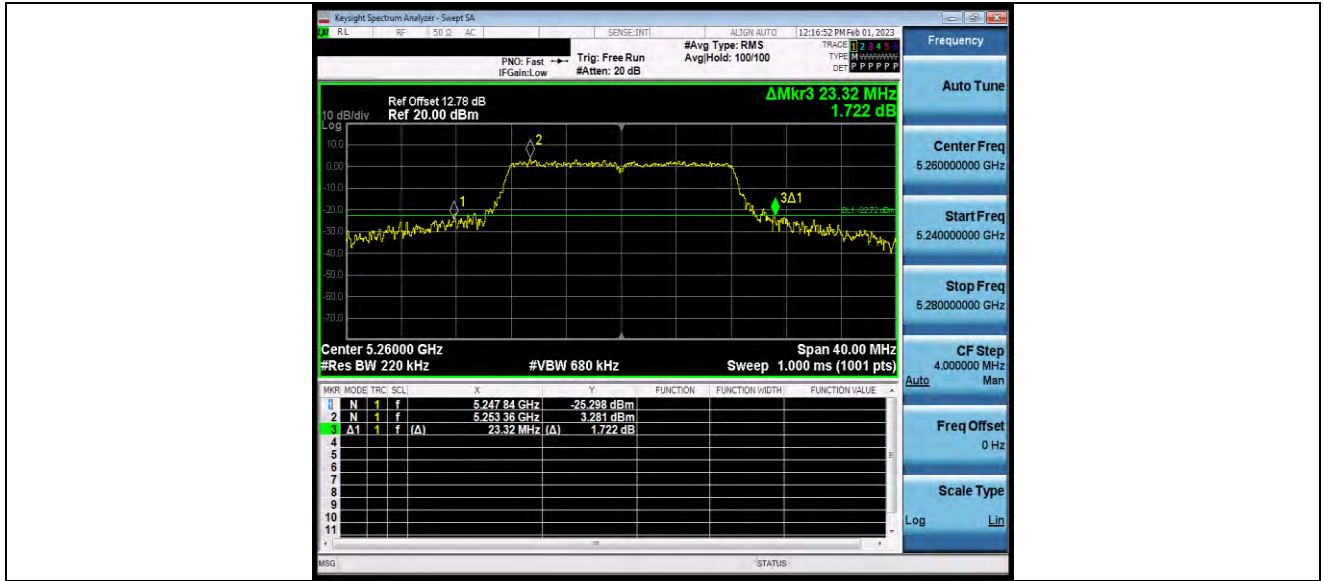 Keysight Spectrum Analyzer - Swept SA
RL RF 50 Ω AC SENSE:INT ALIGN AUTO 12:16:52 PM Feb 01, 2023
PNO: Fast
IFGain:Low
Trig: Free Run
#Atten: 20 dB
#Avg Type: RMS
Avg|Hold: 100/100
TRACE 1 2 3 4 5 6
TYPE M WWWWW
DET P P P P P P
Frequency
ΔMkr3 23.32 MHz
1.722 dB
Ref Offset 12.78 dB
10 dB/div Ref 20.00 dBm
Log
10.0
0.00
-10.0
-20.0
-30.0
-40.0
-50.0
-60.0
-70.0
2
1
3Δ1
DL1 -22.72 dBm
Center 5.26000 GHz Span 40.00 MHz
#Res BW 220 kHz #VBW 680 kHz Sweep 1.000 ms (1001 pts)
MKR MODE TRC SCL X Y FUNCTION FUNCTION WIDTH FUNCTION VALUE
1 N 1 f 5.247 84 GHz -25.298 dBm
2 N 1 f 5.253 36 GHz 3.281 dBm
3 Δ1 1 f (Δ) 23.32 MHz (Δ) 1.722 dB
4
5
6
7
8
9
10
11
MSG STATUS
Auto Tune
Center Freq
5.260000000 GHz
Start Freq
5.240000000 GHz
Stop Freq
5.280000000 GHz
CF Step
4.000000 MHz
Auto Man
Freq Offset
0 Hz
Scale Type
Log Lin